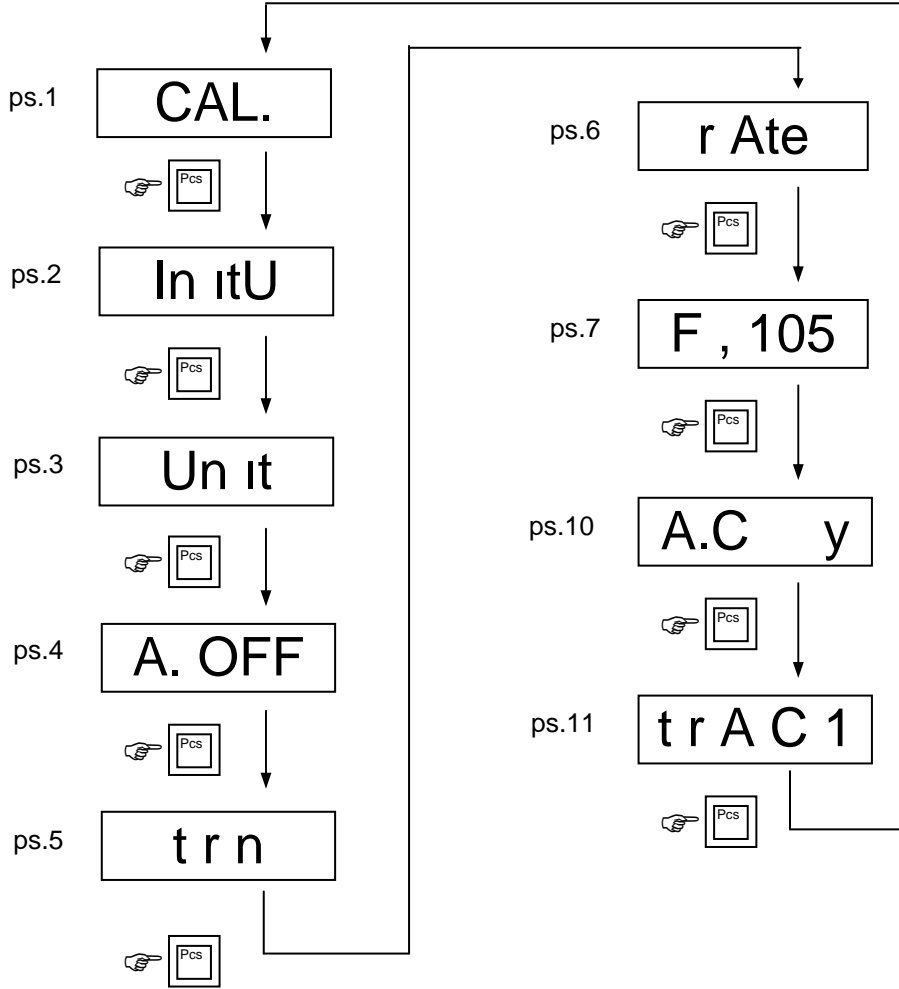 ps.1
CAL.
Pcs
ps.2
In ıtU
Pcs
ps.3
Un ıt
Pcs
ps.4
A. OFF
Pcs
ps.5
t r n
Pcs
ps.6
r Ate
Pcs
ps.7
F , 105
Pcs
ps.10
A.C y
Pcs
ps.11
t r A C 1
Pcs